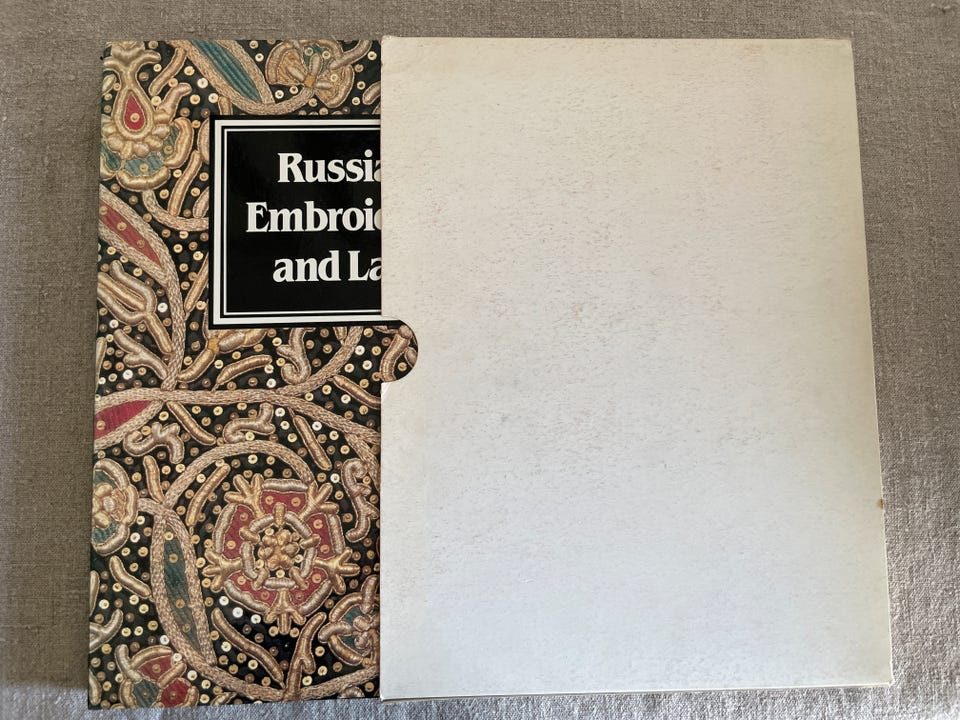 Russia
Embroid
and La